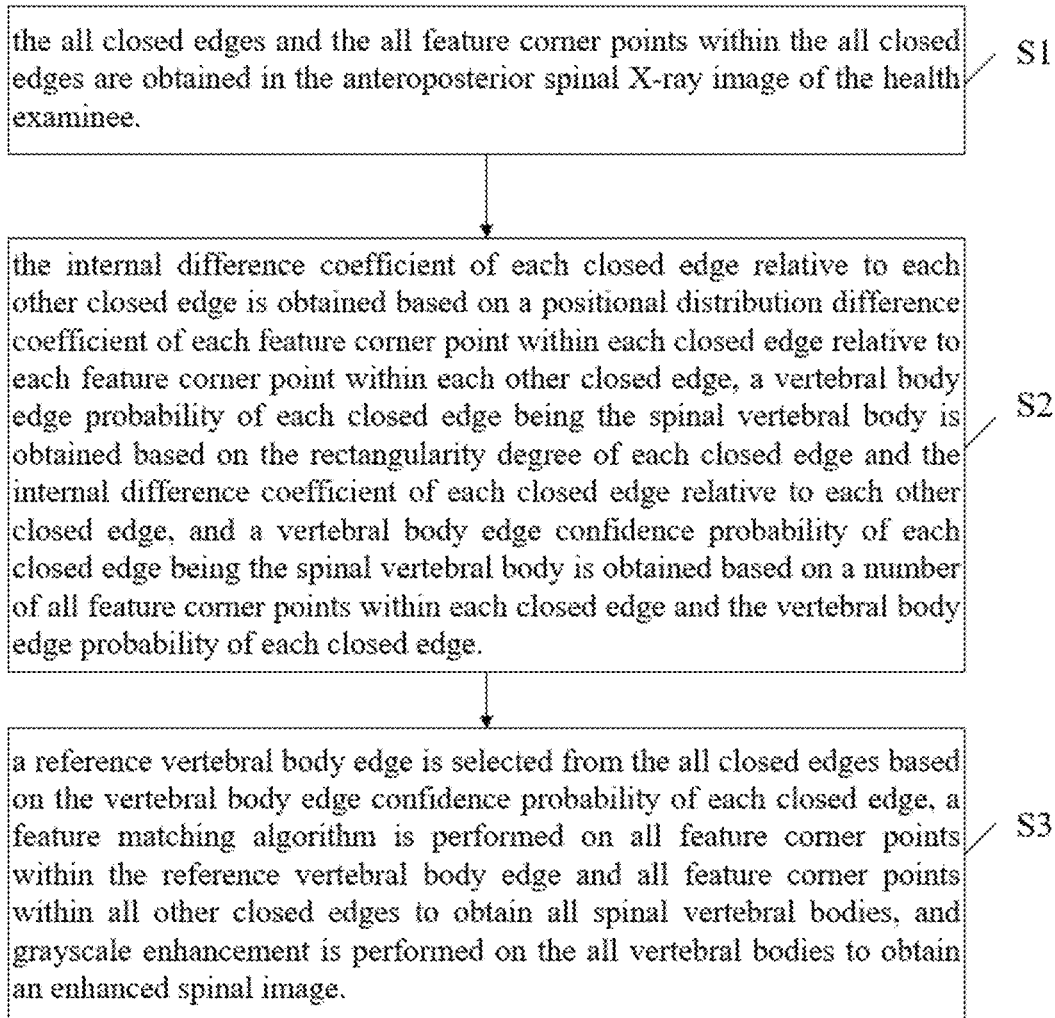 the all closed edges and the all feature corner points within the all closed
edges are obtained in the anteroposterior spinal X-ray image of the health
examinee.
S1
the internal difference coefficient of each closed edge relative to each
other closed edge is obtained based on a positional distribution difference
coefficient of each feature corner point within each closed edge relative to
each feature corner point within each other closed edge, a vertebral body
edge probability of each closed edge being the spinal vertebral body is
obtained based on the rectangularity degree of each closed edge and the
internal difference coefficient of each closed edge relative to each other
closed edge, and a vertebral body edge confidence probability of each
closed edge being the spinal vertebral body is obtained based on a number
of all feature corner points within each closed edge and the vertebral body
edge probability of each closed edge.
S2
a reference vertebral body edge is selected from the all closed edges based
on the vertebral body edge confidence probability of each closed edge, a
feature matching algorithm is performed on all feature corner points
within the reference vertebral body edge and all feature corner points
within all other closed edges to obtain all spinal vertebral bodies, and
grayscale enhancement is performed on the all vertebral bodies to obtain
an enhanced spinal image.
S3